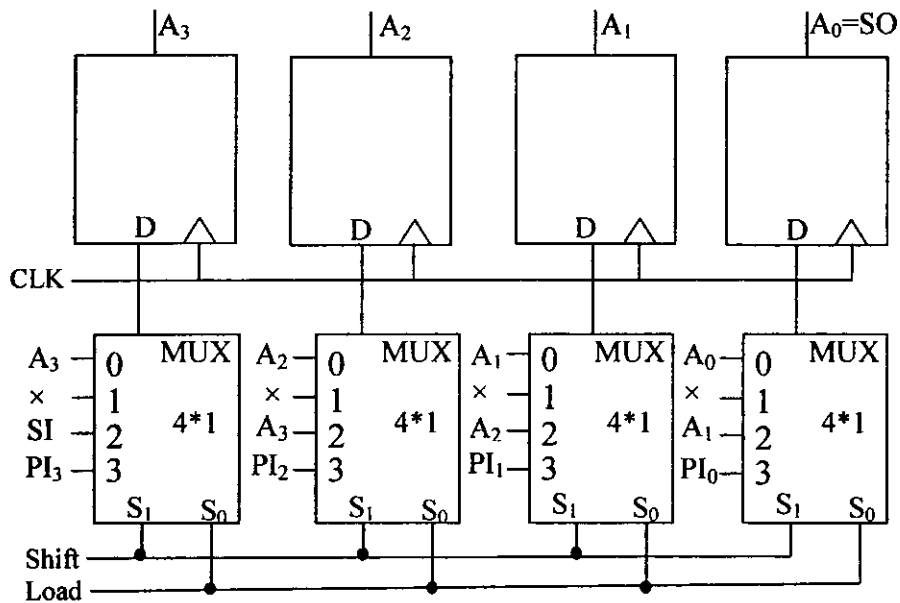 A₃ A₂ A₁ A₀=SO
D D D D
CLK
A₃ 0 MUX A₂ 0 MUX A₁ 0 MUX A₀ 0 MUX
× 1 × 1 × 1 × 1
SI 2 4*1 A₃ 2 4*1 A₂ 2 4*1 A₁ 2 4*1
PI₃ 3 PI₂ 3 PI₁ 3 PI₀ 3
S₁ S₀ S₁ S₀ S₁ S₀ S₁ S₀
Shift
Load